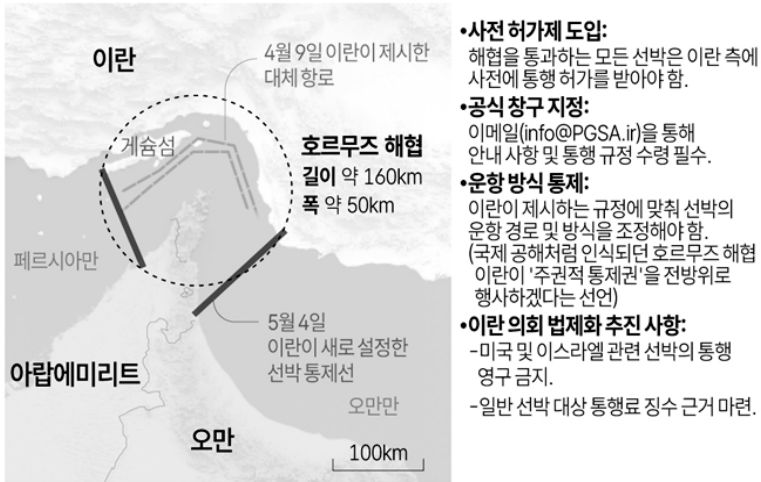 이란
4월 9일 이란이 제시한
대체 항로
게슘섬
호르무즈 해협
길이 약 160km
폭 약 50km
페르시아만
5월 4일
이란이 새로 설정한
선박 통제선
아랍에미리트
오만만
오만
100km
•사전 허가제 도입:
해협을 통과하는 모든 선박은 이란 측에
사전에 통행 허가를 받아야 함.
•공식 창구 지정:
이메일(info@PGSA.ir)을 통해
안내 사항 및 통행 규정 수령 필수.
•운항 방식 통제:
이란이 제시하는 규정에 맞춰 선박의
운항 경로 및 방식을 조정해야 함.
(국제 공해처럼 인식되던 호르무즈 해협
이란이 '주권적 통제권'을 전방위로
행사하겠다는 선언)
•이란 의회 법제화 추진 사항:
-미국 및 이스라엘 관련 선박의 통행
영구 금지.
-일반 선박 대상 통행료 징수 근거 마련.